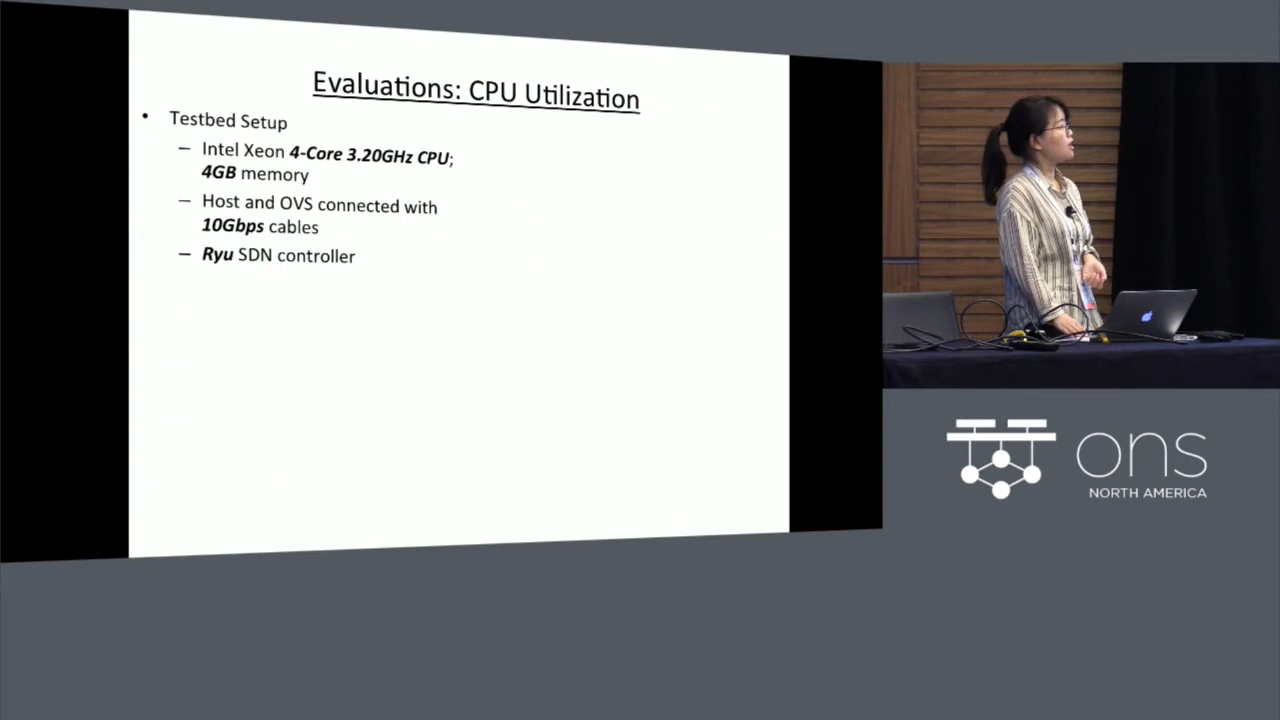 Evaluations: CPU Utilization
• Testbed Setup
– Intel Xeon 4-Core 3.20GHz CPU;
4GB memory
– Host and OVS connected with
10Gbps cables
– Ryu SDN controller
ons
NORTH AMERICA